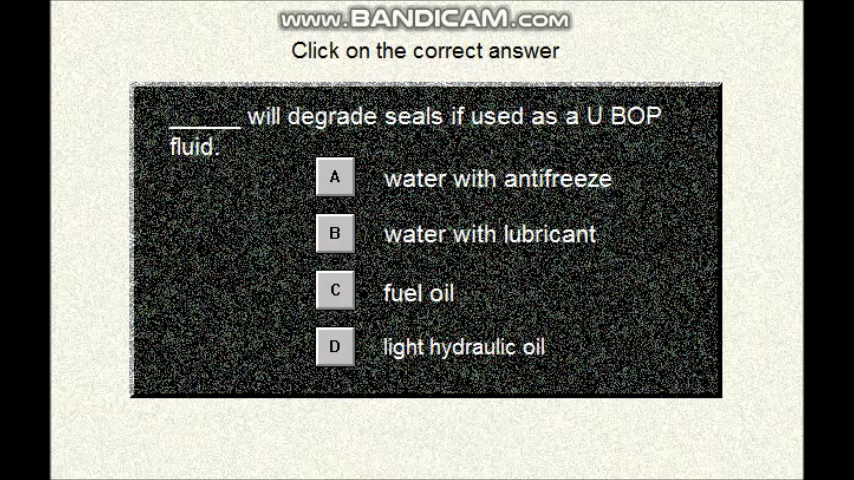 www.BANDICAM.com
Click on the correct answer
______ will degrade seals if used as a U BOP
fluid.
A water with antifreeze
B water with lubricant
C fuel oil
D light hydraulic oil